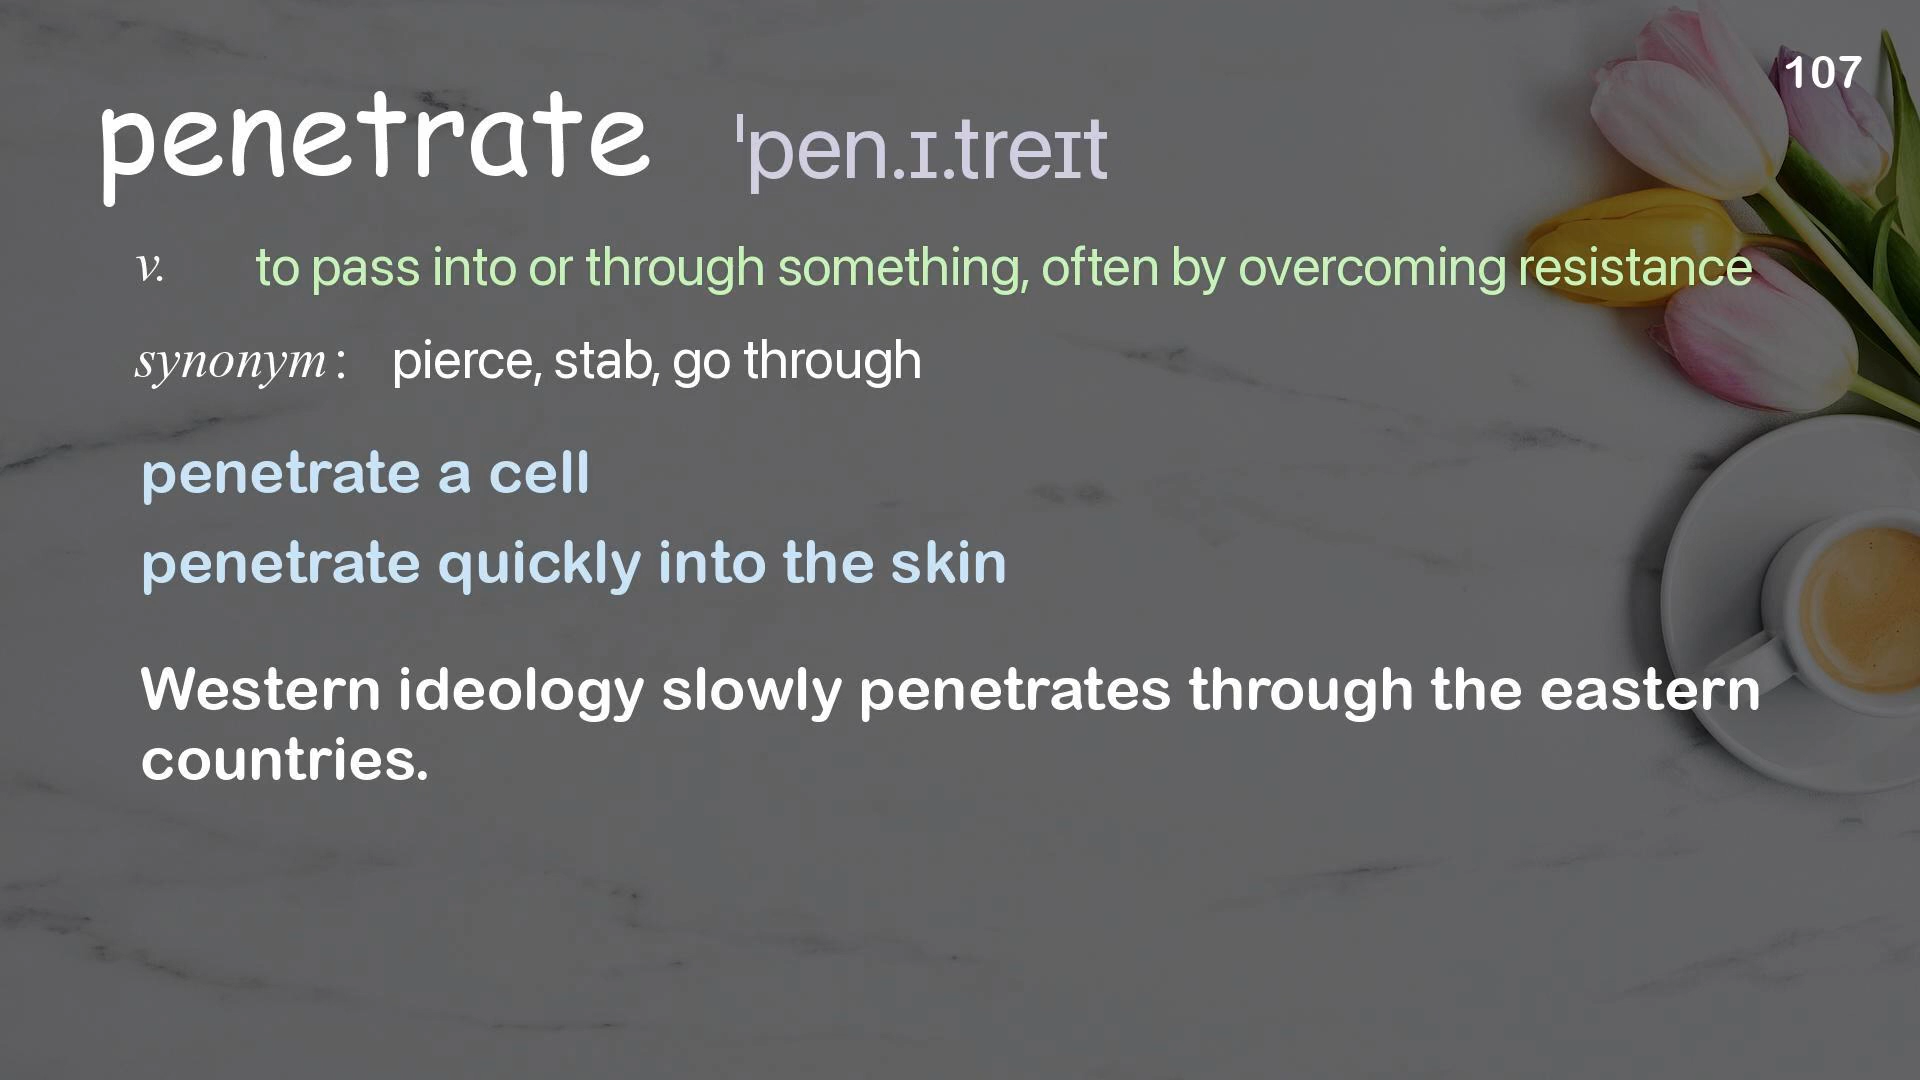 107
penetrate ˈpen.ɪ.treɪt
v. to pass into or through something, often by overcoming resistance
synonym: pierce, stab, go through
penetrate a cell
penetrate quickly into the skin
Western ideology slowly penetrates through the eastern
countries.